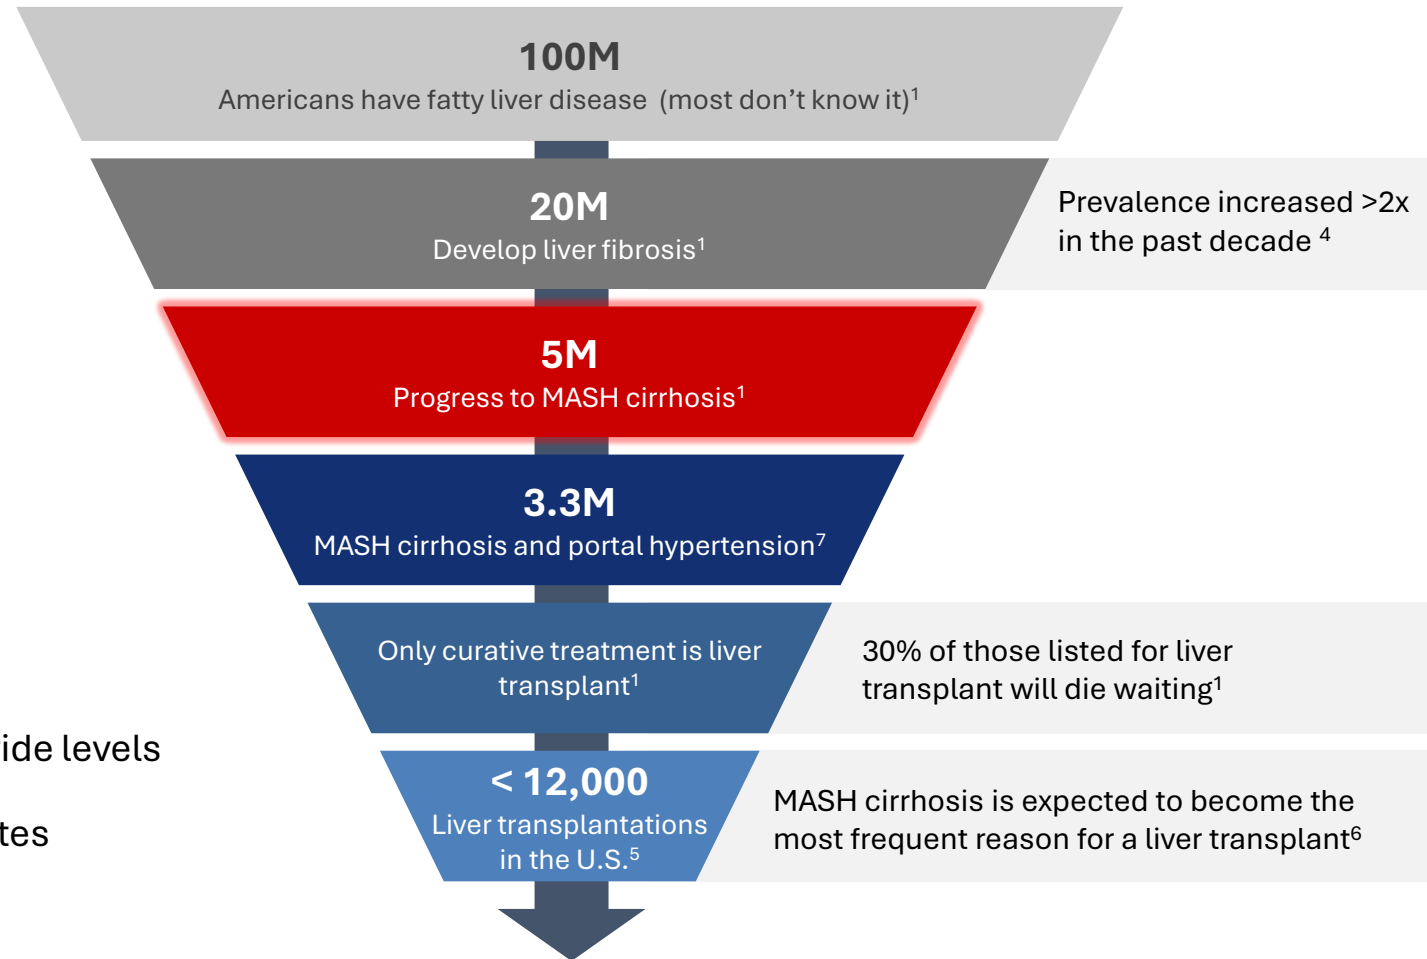 100M
Americans have fatty liver disease (most don’t know it)¹
20M
Develop liver fibrosis¹
Prevalence increased >2x
in the past decade ⁴
5M
Progress to MASH cirrhosis¹
3.3M
MASH cirrhosis and portal hypertension⁷
Only curative treatment is liver
transplant¹
30% of those listed for liver
transplant will die waiting¹
ide levels
tes
< 12,000
Liver transplantations
in the U.S.⁵
MASH cirrhosis is expected to become the
most frequent reason for a liver transplant⁶